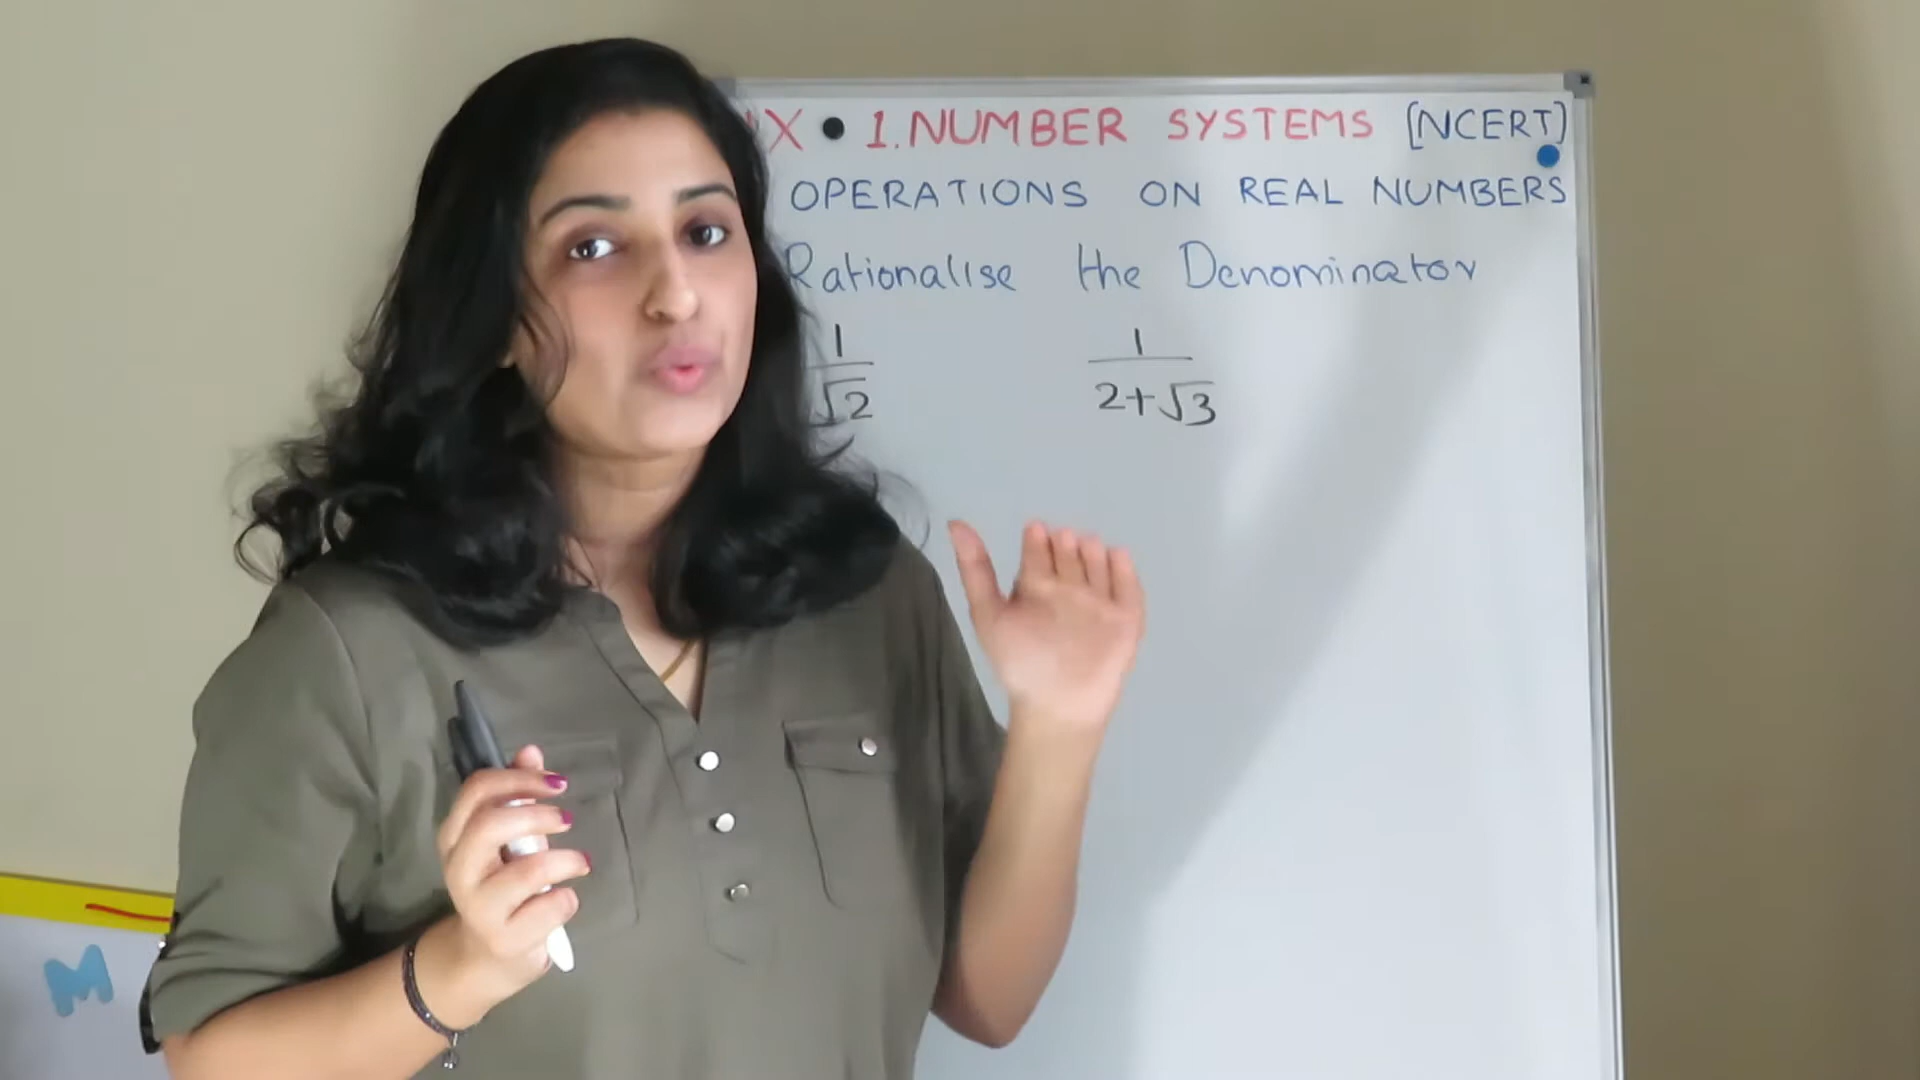 X • 1. NUMBER SYSTEMS [NCERT]
OPERATIONS ON REAL NUMBERS
Rationalise the Denominator
1/√2 1/2+√3
M